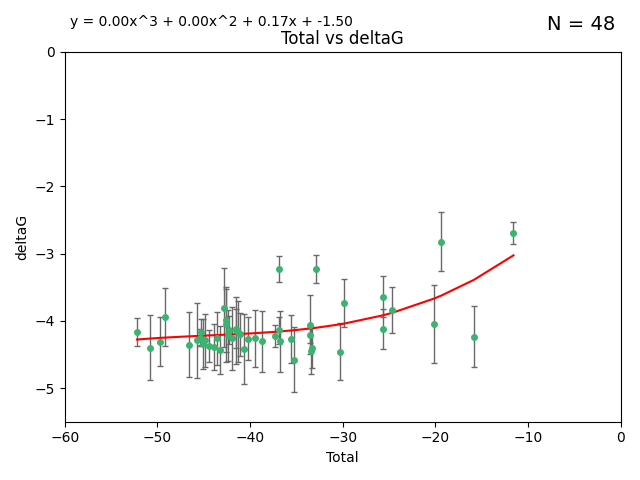 y = 0.00x^3 + 0.00x^2 + 0.17x + -1.50
N = 48
Total vs deltaG
0
−1
−2
−3
−4
−5
deltaG
−60 −50 −40 −30 −20 −10 0
Total